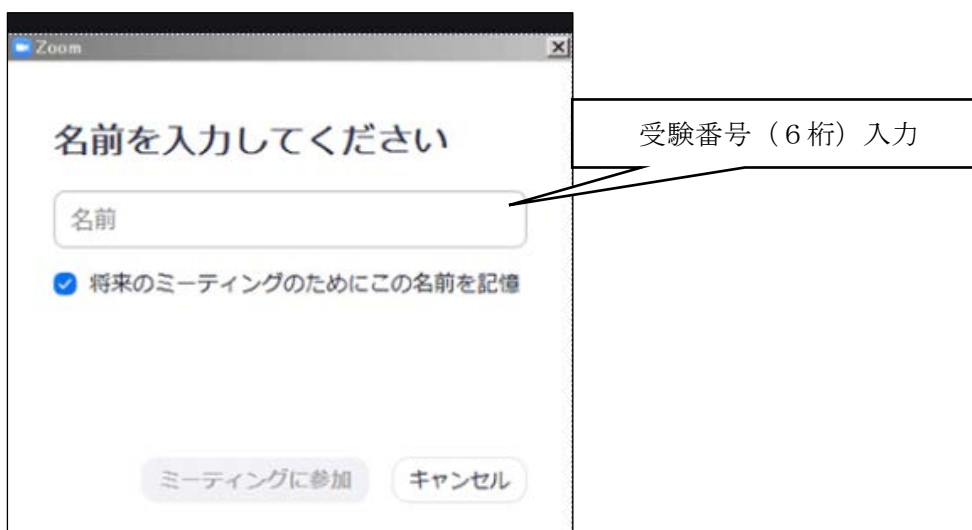 Zoom
名前を入力してください
受験番号（６桁）入力
名前
将来のミーティングのためにこの名前を記憶
ミーティングに参加 キャンセル